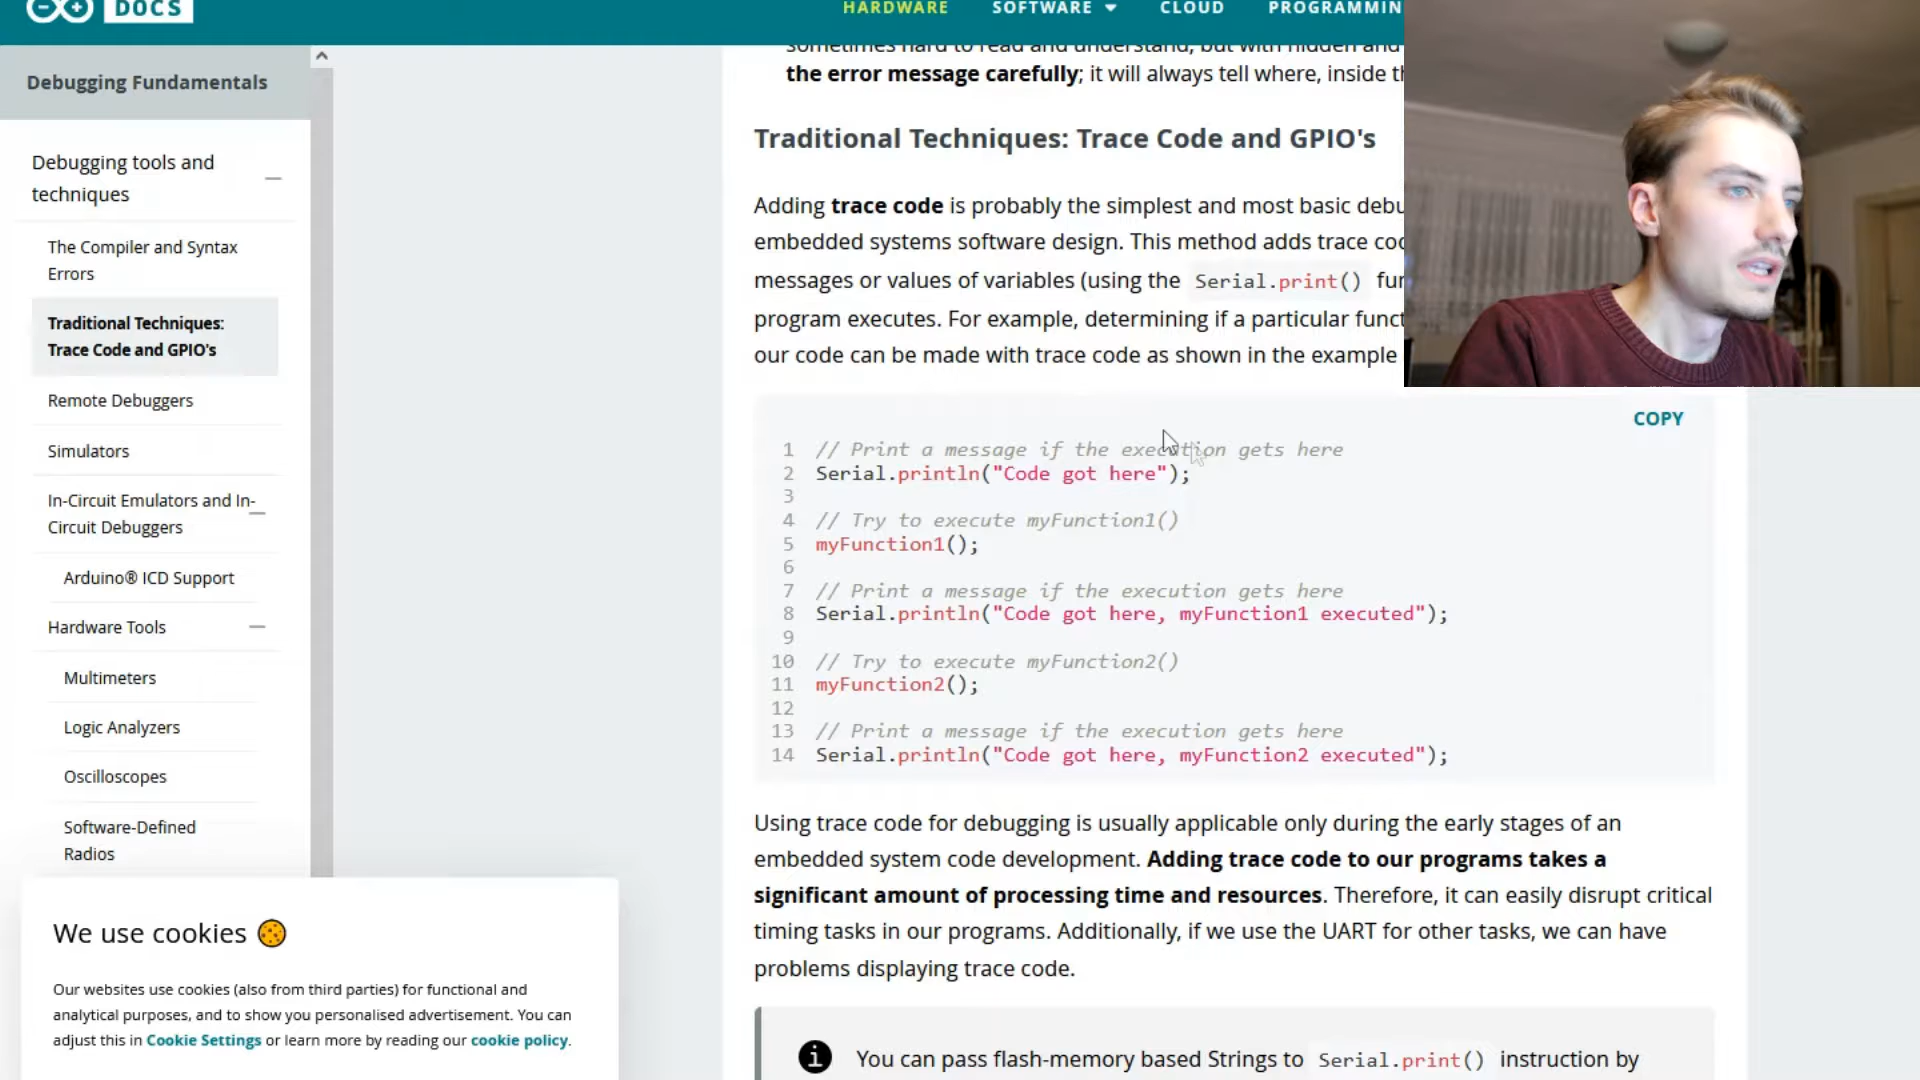 DOCS
HARDWARE
SOFTWARE
CLOUD
PROGRAMMIN
Debugging Fundamentals
Debugging tools and
techniques
The Compiler and Syntax
Errors
Traditional Techniques:
Trace Code and GPIO's
Remote Debuggers
Simulators
In-Circuit Emulators and In-
Circuit Debuggers
Arduino® ICD Support
Hardware Tools
Multimeters
Logic Analyzers
Oscilloscopes
Software-Defined
Radios
We use cookies
Our websites use cookies (also from third parties) for functional and
analytical purposes, and to show you personalised advertisement. You can
adjust this in Cookie Settings or learn more by reading our cookie policy.
sometimes hard to read and understand, but with hidden and
the error message carefully; it will always tell where, inside th
Traditional Techniques: Trace Code and GPIO's
Adding trace code is probably the simplest and most basic debu
embedded systems software design. This method adds trace cod
messages or values of variables (using the Serial.print() fur
program executes. For example, determining if a particular funct
our code can be made with trace code as shown in the example
COPY
1 // Print a message if the execution gets here
2 Serial.println("Code got here");
3
4 // Try to execute myFunction1()
5 myFunction1();
6
7 // Print a message if the execution gets here
8 Serial.println("Code got here, myFunction1 executed");
9
10 // Try to execute myFunction2()
11 myFunction2();
12
13 // Print a message if the execution gets here
14 Serial.println("Code got here, myFunction2 executed");
Using trace code for debugging is usually applicable only during the early stages of an
embedded system code development. Adding trace code to our programs takes a
significant amount of processing time and resources. Therefore, it can easily disrupt critical
timing tasks in our programs. Additionally, if we use the UART for other tasks, we can have
problems displaying trace code.
You can pass flash-memory based Strings to Serial.print() instruction by